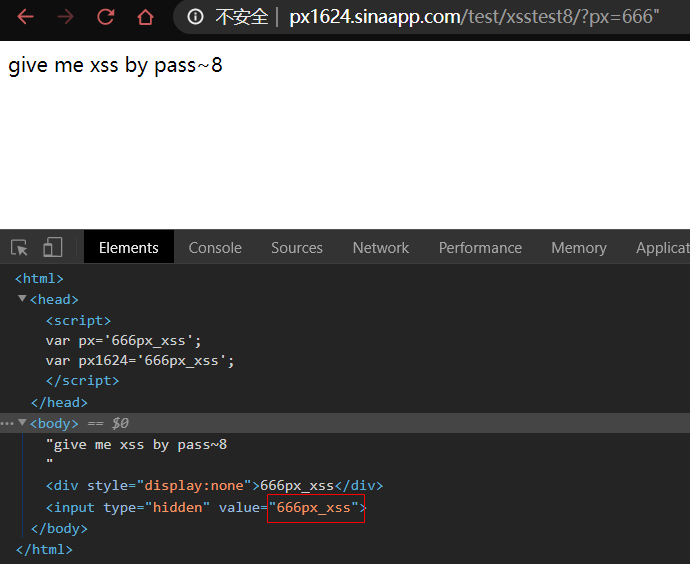 不安全 | px1624.sinaapp.com/test/xsstest8/?px=666"
give me xss by pass~8
Elements Console Sources Network Performance Memory Applicat
<html>
<head>
<script>
var px='666px_xss';
var px1624='666px_xss';
</script>
</head>
<body> == $0
"give me xss by pass~8
"
<div style="display:none">666px_xss</div>
<input type="hidden" value="666px_xss">
</body>
</html>